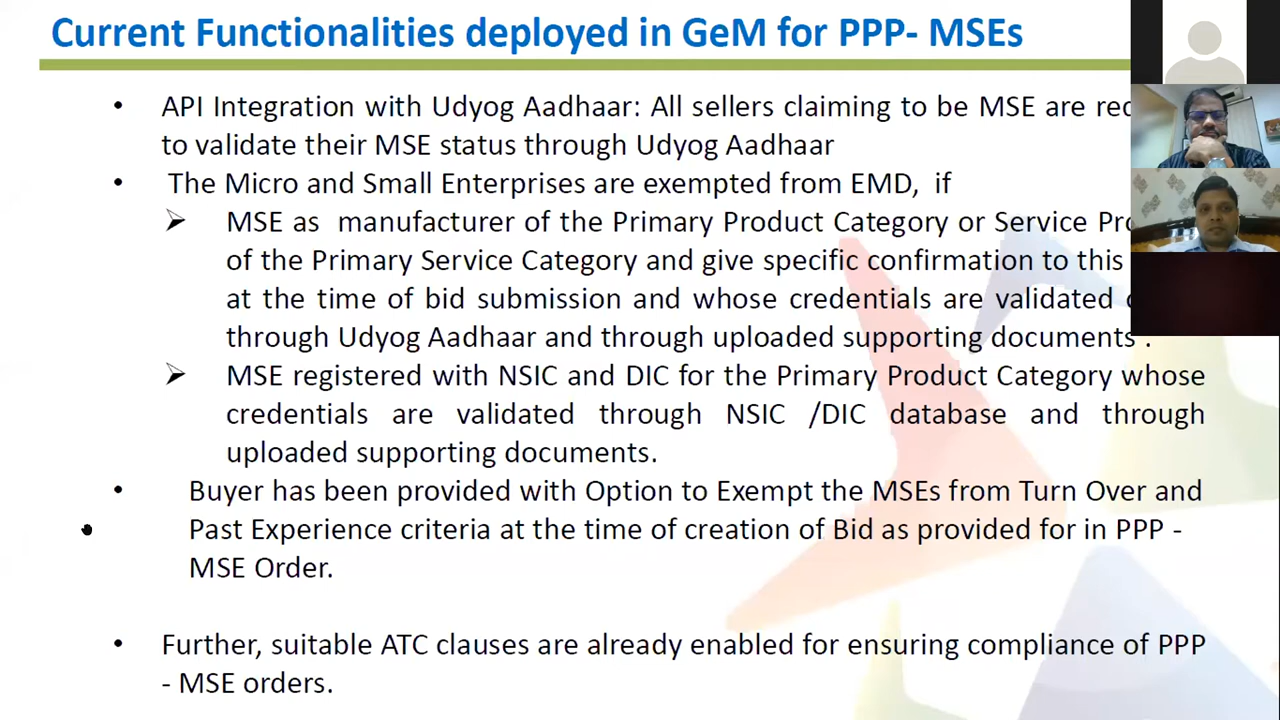 Current Functionalities deployed in GeM for PPP- MSEs
• API Integration with Udyog Aadhaar: All sellers claiming to be MSE are
to validate their MSE status through Udyog Aadhaar
• The Micro and Small Enterprises are exempted from EMD, if
➢ MSE as manufacturer of the Primary Product Category or Service
of the Primary Service Category and give specific confirmation to this
at the time of bid submission and whose credentials are validated
through Udyog Aadhaar and through uploaded supporting documents .
➢ MSE registered with NSIC and DIC for the Primary Product Category whose
credentials are validated through NSIC /DIC database and through
uploaded supporting documents.
• Buyer has been provided with Option to Exempt the MSEs from Turn Over and
Past Experience criteria at the time of creation of Bid as provided for in PPP -
MSE Order.
• Further, suitable ATC clauses are already enabled for ensuring compliance of PPP
- MSE orders.